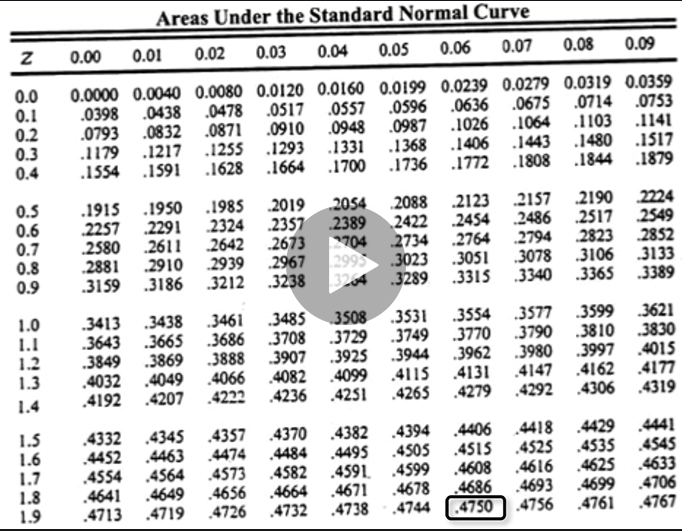 Areas Under the Standard Normal Curve
Z 0.00 0.01 0.02 0.03 0.04 0.05 0.06 0.07 0.08 0.09
0.0 0.0000 0.0040 0.0080 0.0120 0.0160 0.0199 0.0239 0.0279 0.0319 0.0359
0.1 .0398 .0438 .0478 .0517 .0557 .0596 .0636 .0675 .0714 .0753
0.2 .0793 .0832 .0871 .0910 .0948 .0987 .1026 .1064 .1103 .1141
0.3 .1179 .1217 .1255 .1293 .1331 .1368 .1406 .1443 .1480 .1517
0.4 .1554 .1591 .1628 .1664 .1700 .1736 .1772 .1808 .1844 .1879
0.5 .1915 .1950 .1985 .2019 .2054 .2088 .2123 .2157 .2190 .2224
0.6 .2257 .2291 .2324 .2357 .2389 .2422 .2454 .2486 .2517 .2549
0.7 .2580 .2611 .2642 .2673 .2704 .2734 .2764 .2794 .2823 .2852
0.8 .2881 .2910 .2939 .2967 .2995 .3023 .3051 .3078 .3106 .3133
0.9 .3159 .3186 .3212 .3238 .3264 .3289 .3315 .3340 .3365 .3389
1.0 .3413 .3438 .3461 .3485 .3508 .3531 .3554 .3577 .3599 .3621
1.1 .3643 .3665 .3686 .3708 .3729 .3749 .3770 .3790 .3810 .3830
1.2 .3849 .3869 .3888 .3907 .3925 .3944 .3962 .3980 .3997 .4015
1.3 .4032 .4049 .4066 .4082 .4099 .4115 .4131 .4147 .4162 .4177
1.4 .4192 .4207 .4222 .4236 .4251 .4265 .4279 .4292 .4306 .4319
1.5 .4332 .4345 .4357 .4370 .4382 .4394 .4406 .4418 .4429 .4441
1.6 .4452 .4463 .4474 .4484 .4495 .4505 .4515 .4525 .4535 .4545
1.7 .4554 .4564 .4573 .4582 .4591 .4599 .4608 .4616 .4625 .4633
1.8 .4641 .4649 .4656 .4664 .4671 .4678 .4686 .4693 .4699 .4706
1.9 .4713 .4719 .4726 .4732 .4738 .4744 .4750 .4756 .4761 .4767